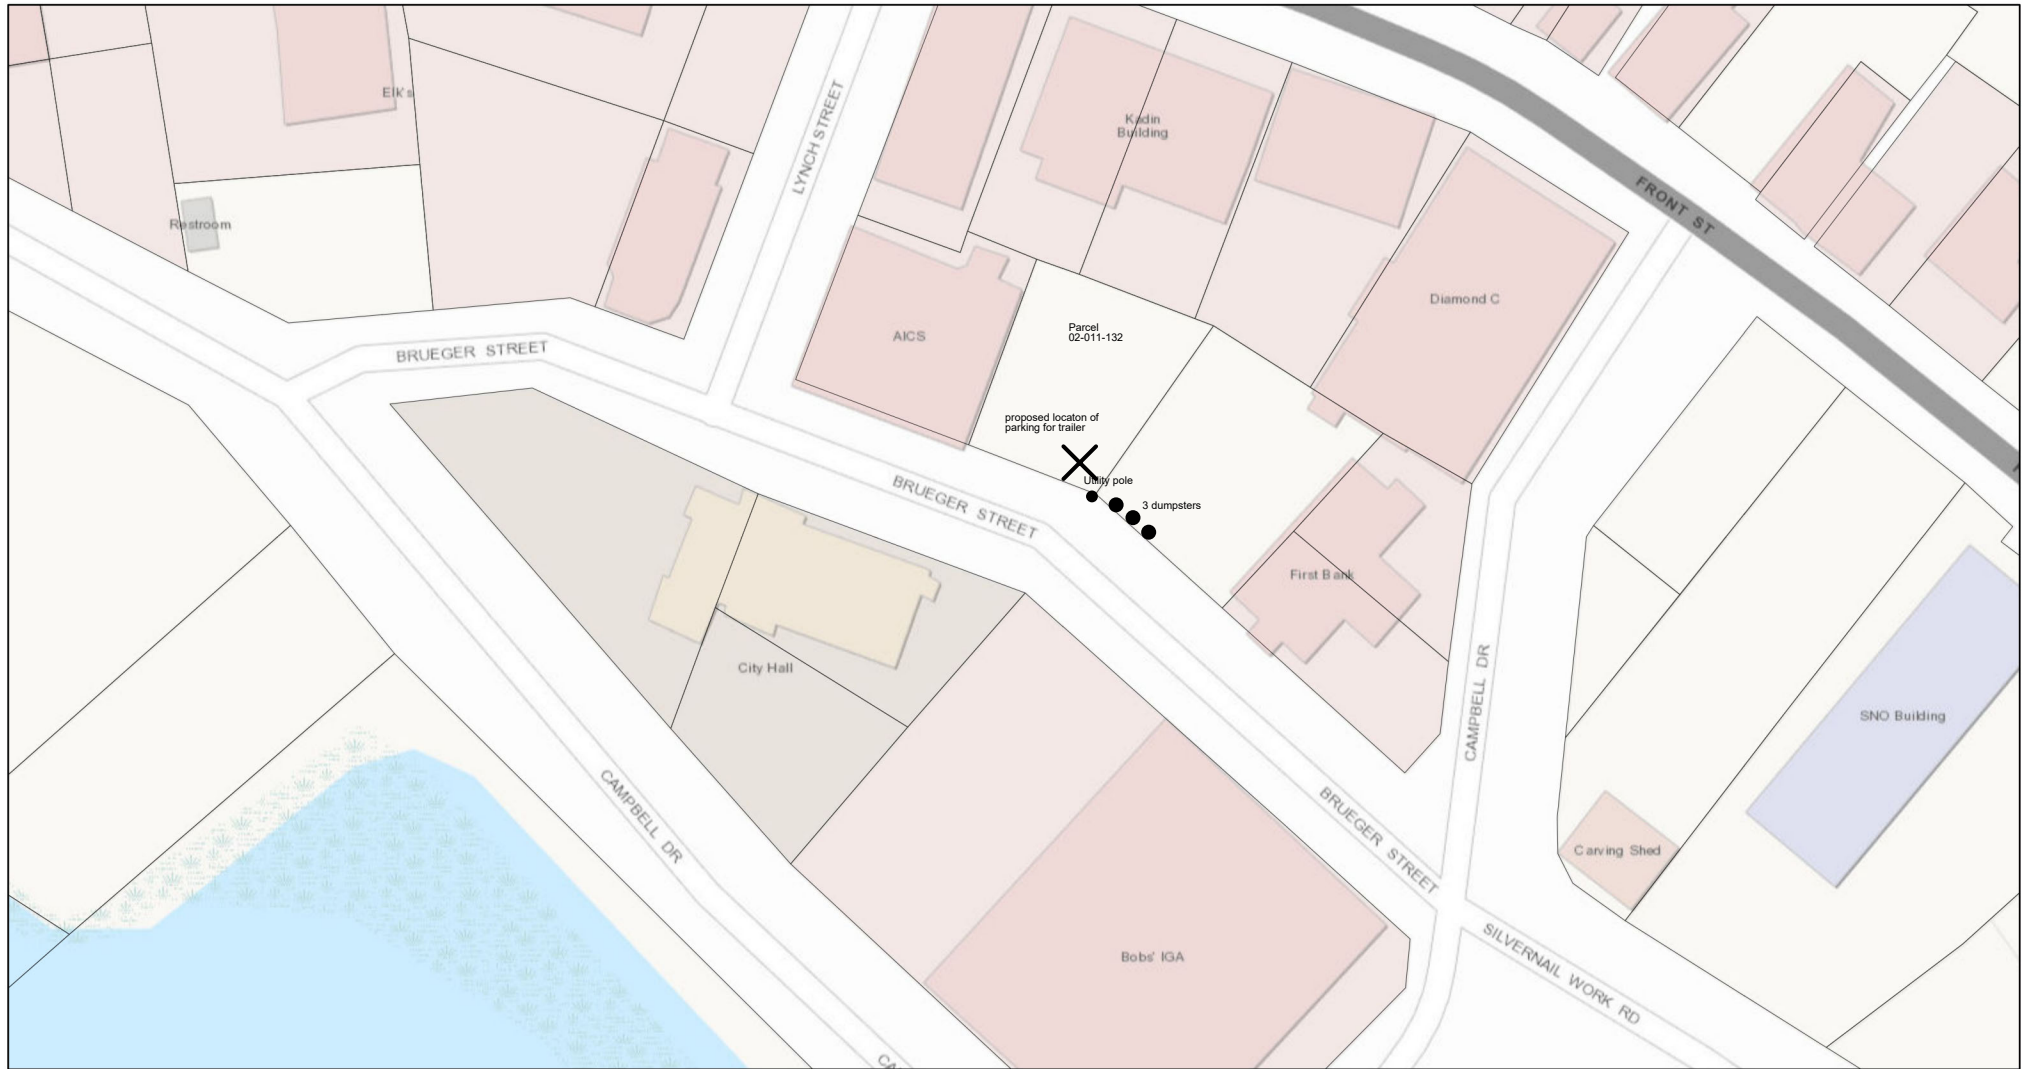 LYNCH STREET
Elk's
Kadin
Building
Restroom
FRONT ST
Diamond C
AICS
Parcel
02-011-132
BRUEGER STREET
proposed locaton of
parking for trailer
Utility pole
3 dumpsters
BRUEGER STREET
First Bank
City Hall
CAMPBELL DR
SNO Building
CAMPBELL DR
BRUEGER STREET
Carving Shed
Bobs' IGA
SILVERNAIL WORK RD